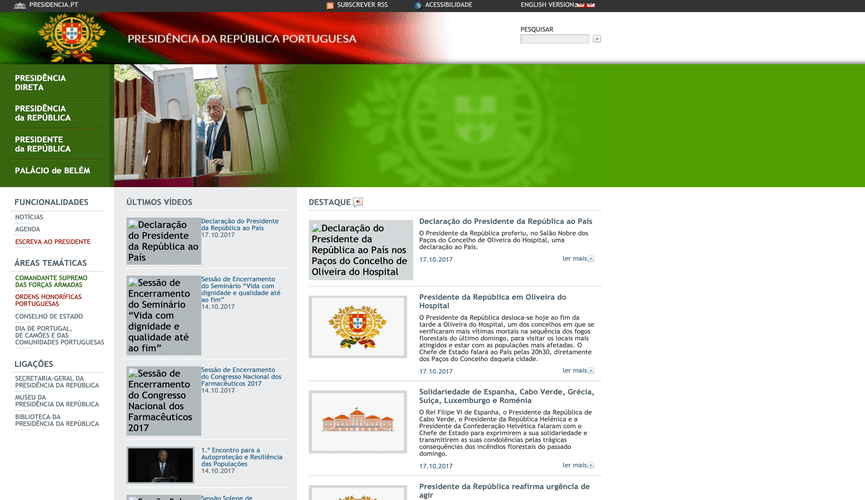 PRESIDENCIA.PT
SUBSCREVER RSS
ACESSIBILIDADE
ENGLISH VERSION
PRESIDÊNCIA DA REPÚBLICA PORTUGUESA
PESQUISAR
PRESIDÊNCIA
DIRETA
PRESIDÊNCIA
da REPÚBLICA
PRESIDENTE
da REPÚBLICA
PALÁCIO de BELÉM
FUNCIONALIDADES
NOTÍCIAS
AGENDA
ESCREVA AO PRESIDENTE
ÁREAS TEMÁTICAS
COMANDANTE SUPREMO
DAS FORÇAS ARMADAS
ORDENS HONORÍFICAS
PORTUGUESAS
CONSELHO DE ESTADO
DIA DE PORTUGAL,
DE CAMÕES E DAS
COMUNIDADES PORTUGUESAS
LIGAÇÕES
SECRETARIA-GERAL DA
PRESIDÊNCIA DA REPÚBLICA
MUSEU DA
PRESIDÊNCIA DA REPÚBLICA
BIBLIOTECA DA
PRESIDÊNCIA DA REPÚBLICA
ÚLTIMOS VÍDEOS
Declaração
do Presidente
da República ao
País
Declaração do Presidente
da República ao País
17.10.2017
Sessão de
Encerramento
do Seminário
“Vida com
dignidade e
qualidade até
ao fim”
Sessão de Encerramento
do Seminário “Vida com
dignidade e qualidade até
ao fim”
14.10.2017
Sessão de
Encerramento
do Congresso
Nacional dos
Farmacêuticos
2017
Sessão de Encerramento
do Congresso Nacional dos
Farmacêuticos 2017
14.10.2017
1.º Encontro para a
Autoproteção e Resiliência
das Populações
14.10.2017
Sessão Solene de
DESTAQUE
Declaração do
Presidente da
República ao País nos
Paços do Concelho de
Oliveira do Hospital
Declaração do Presidente da República ao País
O Presidente da República proferiu, no Salão Nobre dos
Paços do Concelho de Oliveira do Hospital, uma
declaração ao País.
17.10.2017
ler mais
Presidente da República em Oliveira do
Hospital
O Presidente da República desloca-se hoje ao fim da
tarde a Oliveira do Hospital, um dos concelhos em que se
verificaram mais vítimas mortais na sequência dos fogos
florestais do último domingo, para visitar os locais mais
atingidos e estar com as populações mais afetadas. O
Chefe de Estado falará ao País pelas 20h30, diretamente
dos Paços do Concelho daquela cidade.
17.10.2017
ler mais
Solidariedade de Espanha, Cabo Verde, Grécia,
Suíça, Luxemburgo e Roménia
O Rei Filipe VI de Espanha, o Presidente da República de
Cabo Verde, o Presidente da República Helénica e a
Presidente da Confederação Helvética falaram com o
Chefe de Estado para exprimirem a sua solidariedade e
transmitirem as suas condolências pelas trágicas
consequências dos incêndios florestais do passado
domingo.
17.10.2017
ler mais
Presidente da República reafirma urgência de
agir